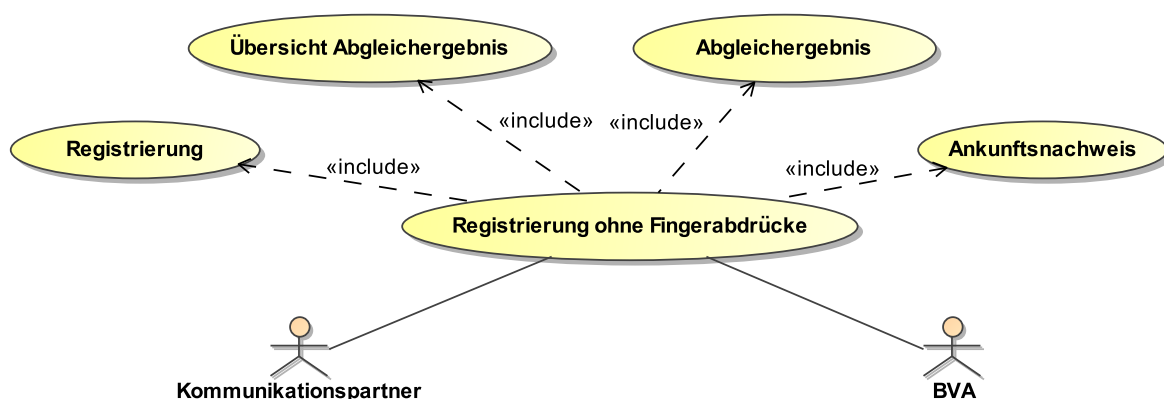 Übersicht Abgleichergebnis
Abgleichergebnis
«include»
«include»
Registrierung
«include»
«include»
Ankunftsnachweis
Registrierung ohne Fingerabdrücke
Kommunikationspartner
BVA